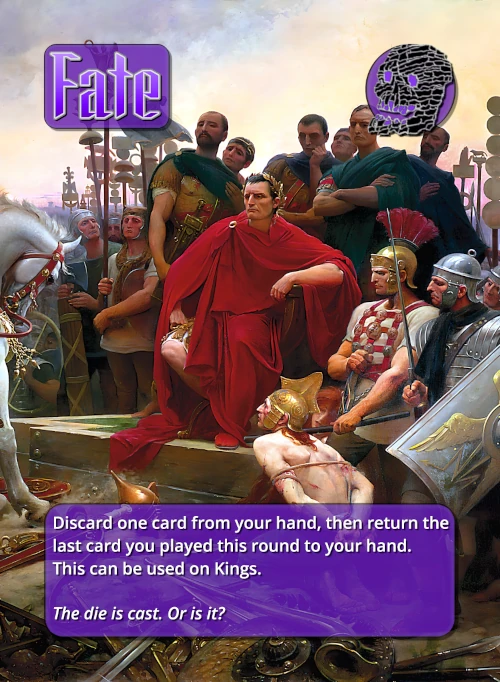 Fate
Discard one card from your hand, then return the
last card you played this round to your hand.
This can be used on Kings.
The die is cast. Or is it?